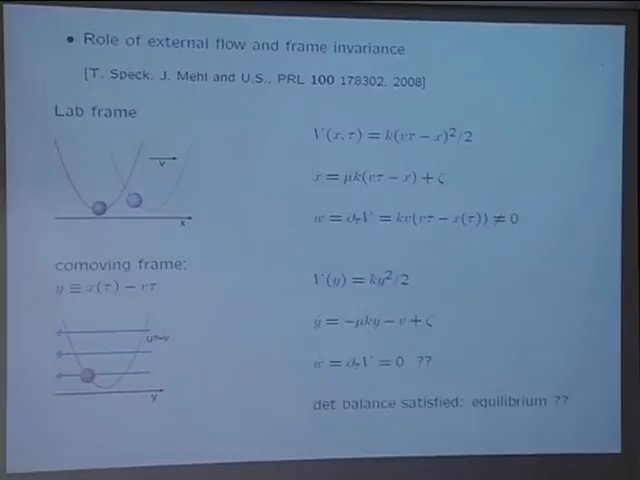 • Role of external flow and frame invariance
[T. Speck, J. Mehl and U.S., PRL 100 178302, 2008]
Lab frame
V(x, τ) = k(vτ − x)²/2
v
ẋ = μk(vτ − x) + ζ
x
ẇ = ∂τV = kv(vτ − x(τ)) ≠ 0
comoving frame:
y ≡ x(τ) − vτ
V(y) = ky²/2
u=-v
ẏ = −μky − v + ζ
ẇ = ∂τV = 0 ??
y
det balance satisfied: equilibrium ??